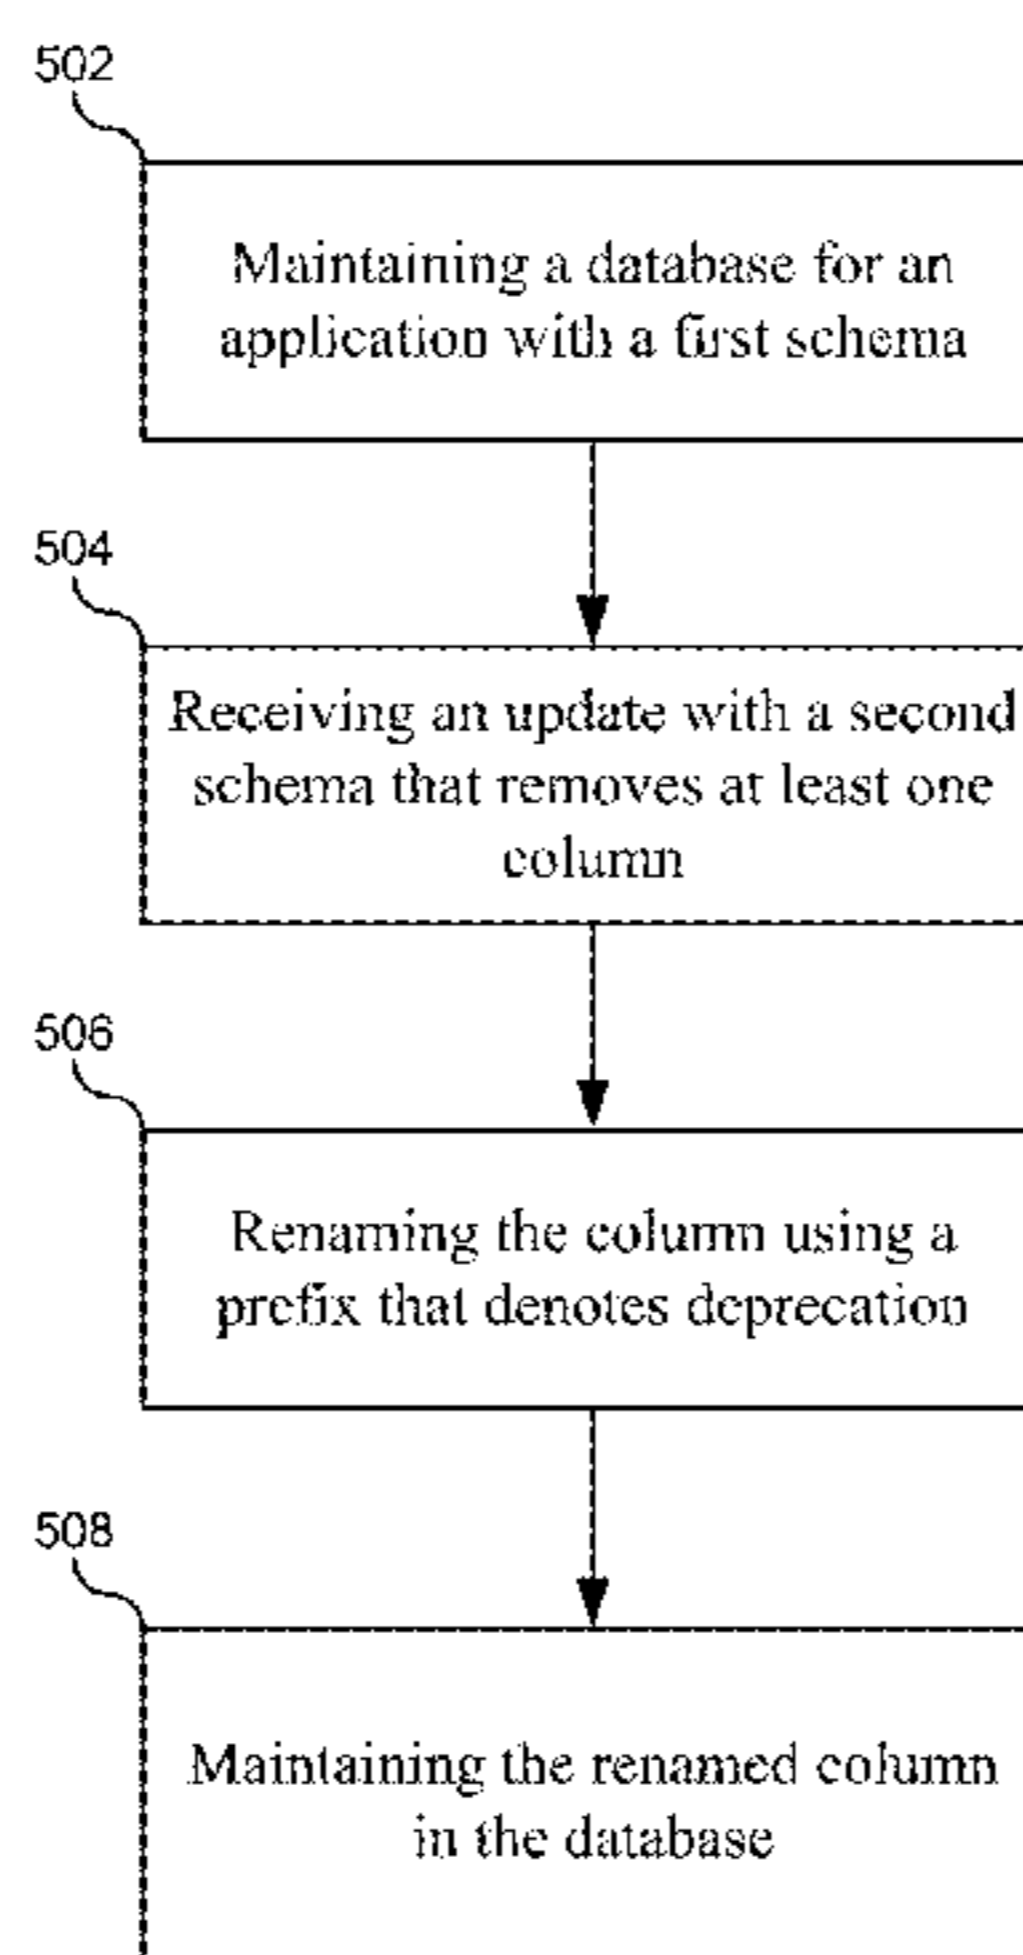 502
Maintaining a database for an
application with a first schema
504
Receiving an update with a second
schema that removes at least one
column
506
Renaming the column using a
prefix that denotes deprecation
508
Maintaining the renamed column
in the database